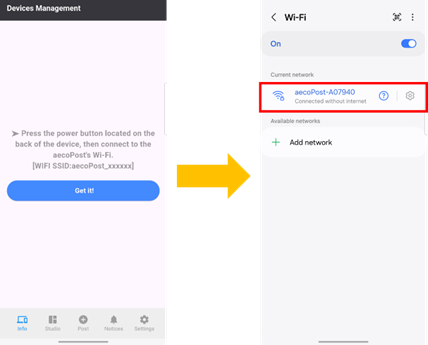 Devices Management
➤ Press the power button located on the
back of the device, then connect to the
aecoPost's Wi-Fi.
[WIFI SSID:aecoPost_xxxxxx]
Get it!
Info
Studio
Post
Notices
Settings
Wi-Fi
On
Current network
aecoPost-A07940
Connected without internet
Available networks
Add network